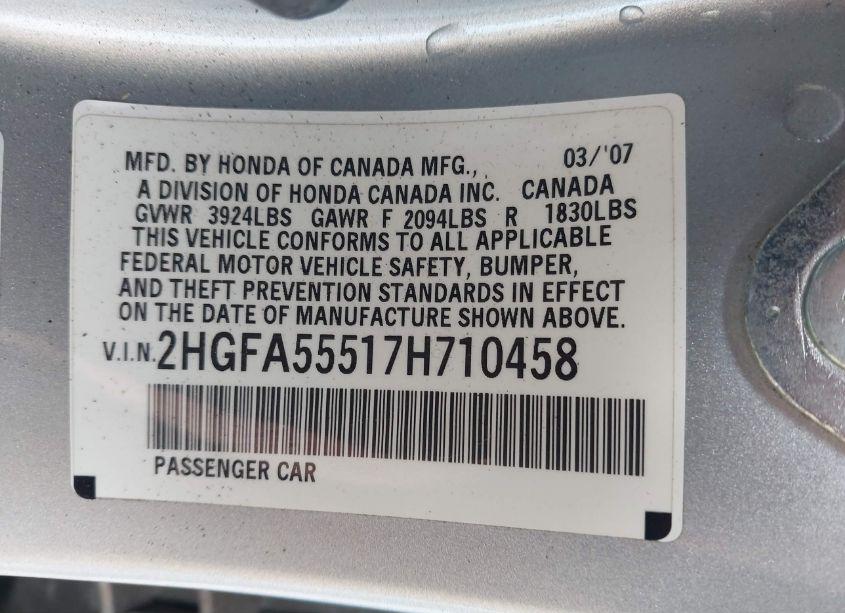 MFD. BY HONDA OF CANADA MFG., 03/'07
A DIVISION OF HONDA CANADA INC. CANADA
GVWR 3924LBS GAWR F 2094LBS R 1830LBS
THIS VEHICLE CONFORMS TO ALL APPLICABLE
FEDERAL MOTOR VEHICLE SAFETY, BUMPER,
AND THEFT PREVENTION STANDARDS IN EFFECT
ON THE DATE OF MANUFACTURE SHOWN ABOVE.
V.I.N. 2HGFA55517H710458
PASSENGER CAR